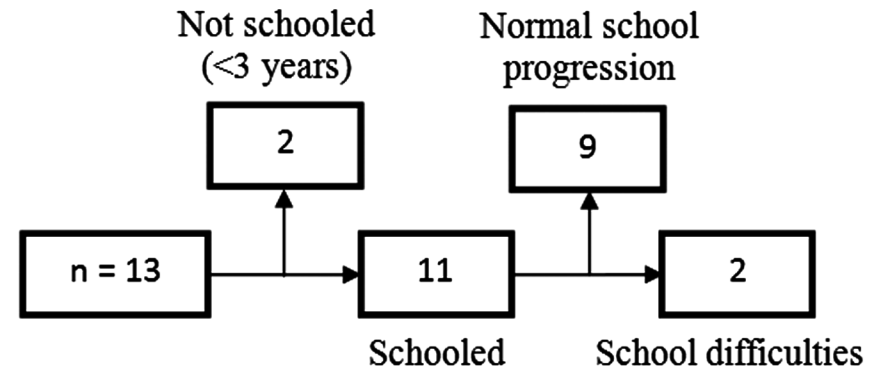 Not schooled
(<3 years)
Normal school
progression
2
9
n = 13
11
2
Schooled
School difficulties